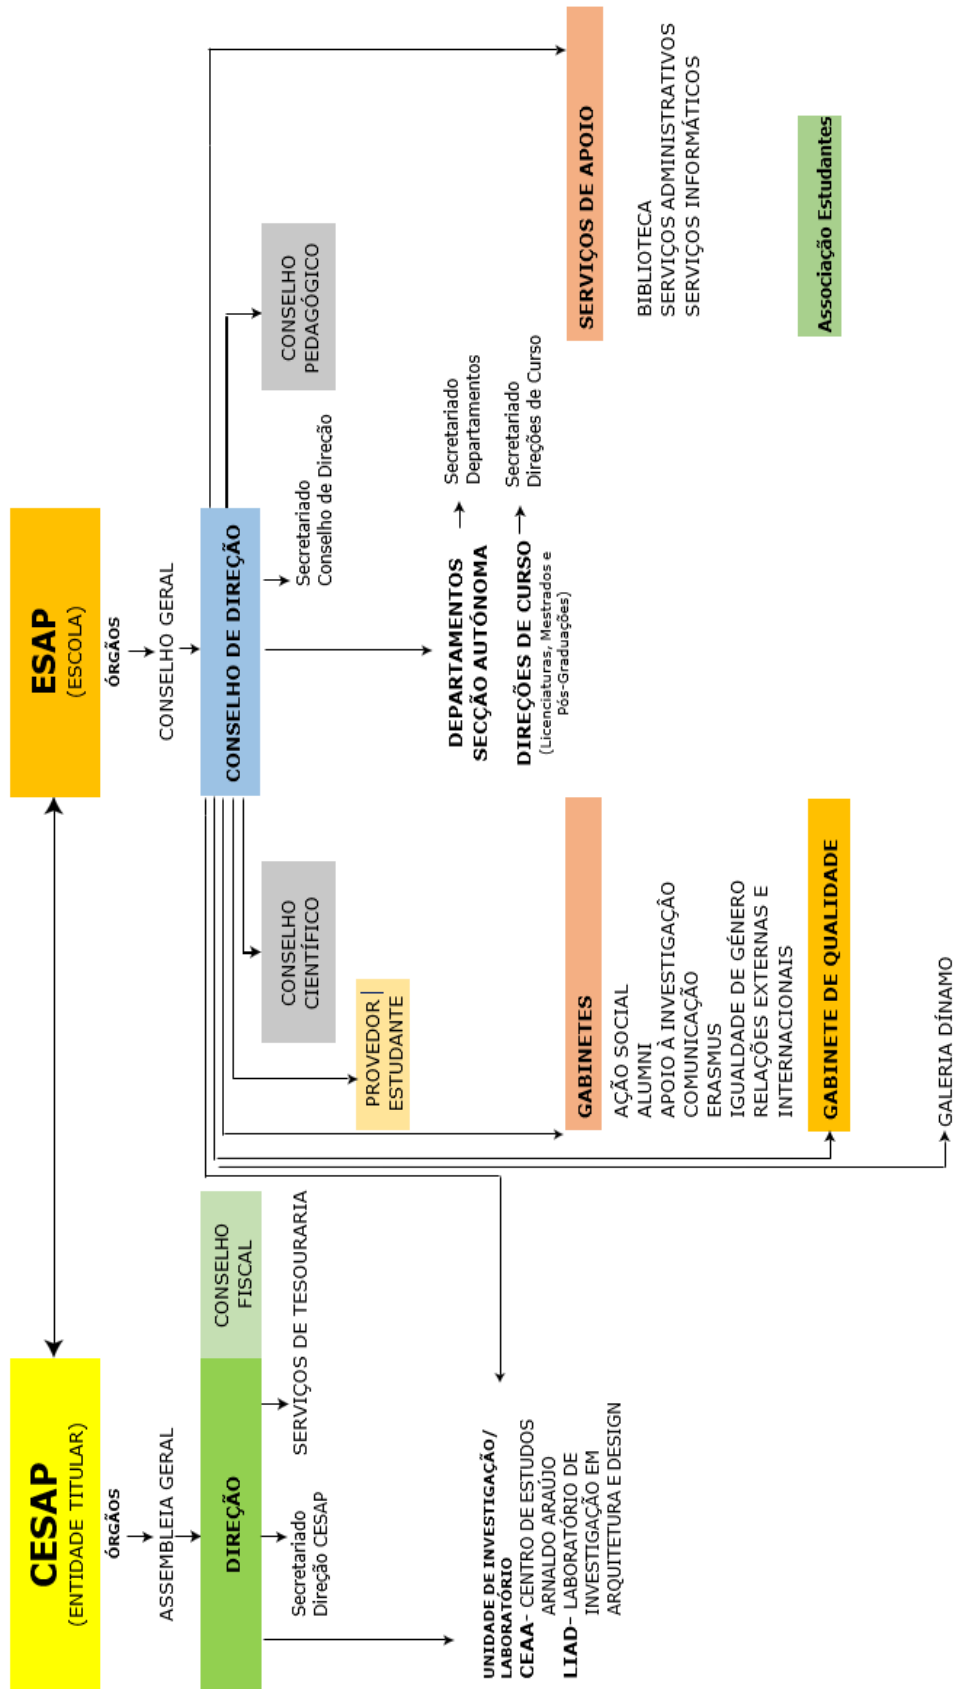 CESAP
(ENTIDADE TITULAR)
ÓRGÃOS
ASSEMBLEIA GERAL
DIREÇÃO
CONSELHO
FISCAL
Secretariado
Direção CESAP
SERVIÇOS DE TESOURARIA
UNIDADE DE INVESTIGAÇÃO/
LABORATÓRIO
CEAA- CENTRO DE ESTUDOS
ARNALDO ARAÚJO
LIAD- LABORATÓRIO DE
INVESTIGAÇÃO EM
ARQUITETURA E DESIGN
ESAP
(ESCOLA)
ÓRGÃOS
CONSELHO GERAL
CONSELHO DE DIREÇÃO
CONSELHO
CIENTÍFICO
PROVEDOR |
ESTUDANTE
Secretariado
Conselho de Direção
CONSELHO
PEDAGÓGICO
DEPARTAMENTOS
SECÇÃO AUTÓNOMA
Secretariado
Departamentos
DIREÇÕES DE CURSO
(Licenciaturas, Mestrados e
Pós-Graduações)
Secretariado
Direções de Curso
GABINETES
AÇÃO SOCIAL
ALUMNI
APOIO À INVESTIGAÇÃO
COMUNICAÇÃO
ERASMUS
IGUALDADE DE GÉNERO
RELAÇÕES EXTERNAS E
INTERNACIONAIS
GABINETE DE QUALIDADE
GALERIA DÍNAMO
SERVIÇOS DE APOIO
BIBLIOTECA
SERVIÇOS ADMINISTRATIVOS
SERVIÇOS INFORMÁTICOS
Associação Estudantes